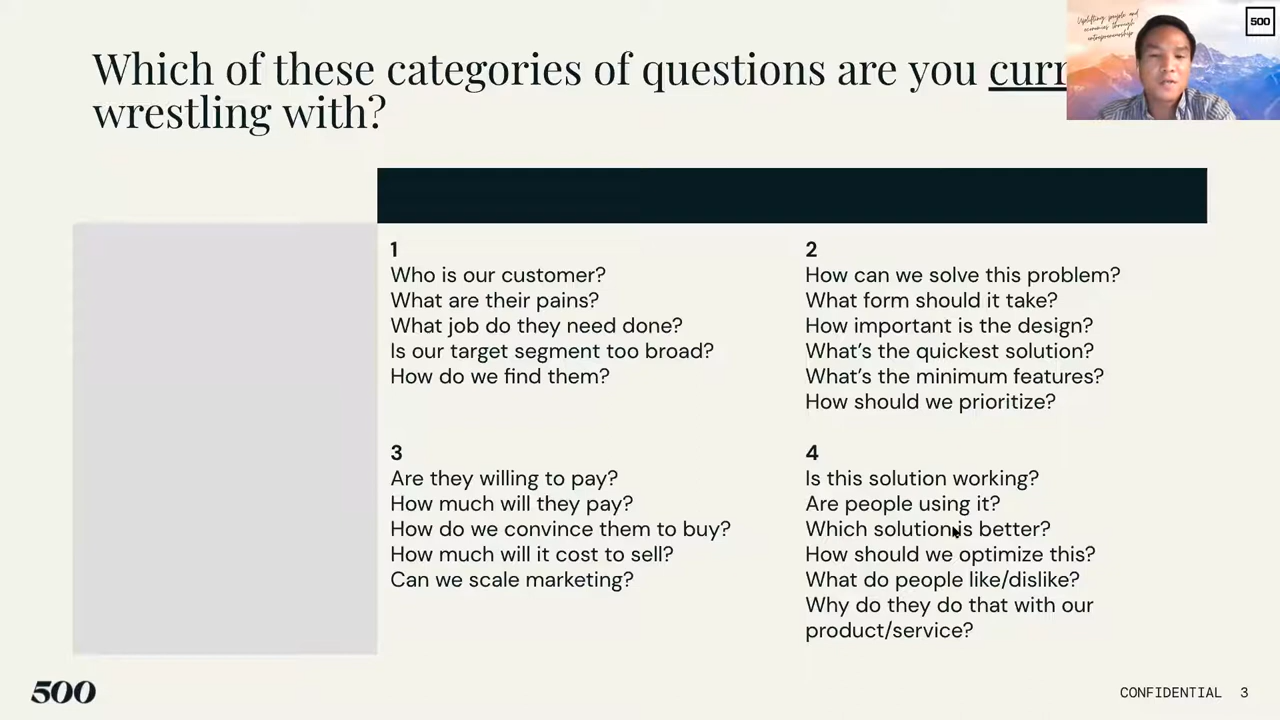 Which of these categories of questions are you curr
wrestling with?
Uplifting people and
economies through
entrepreneurship
500
1
Who is our customer?
What are their pains?
What job do they need done?
Is our target segment too broad?
How do we find them?
2
How can we solve this problem?
What form should it take?
How important is the design?
What's the quickest solution?
What's the minimum features?
How should we prioritize?
3
Are they willing to pay?
How much will they pay?
How do we convince them to buy?
How much will it cost to sell?
Can we scale marketing?
4
Is this solution working?
Are people using it?
Which solution is better?
How should we optimize this?
What do people like/dislike?
Why do they do that with our
product/service?
500
CONFIDENTIAL 3